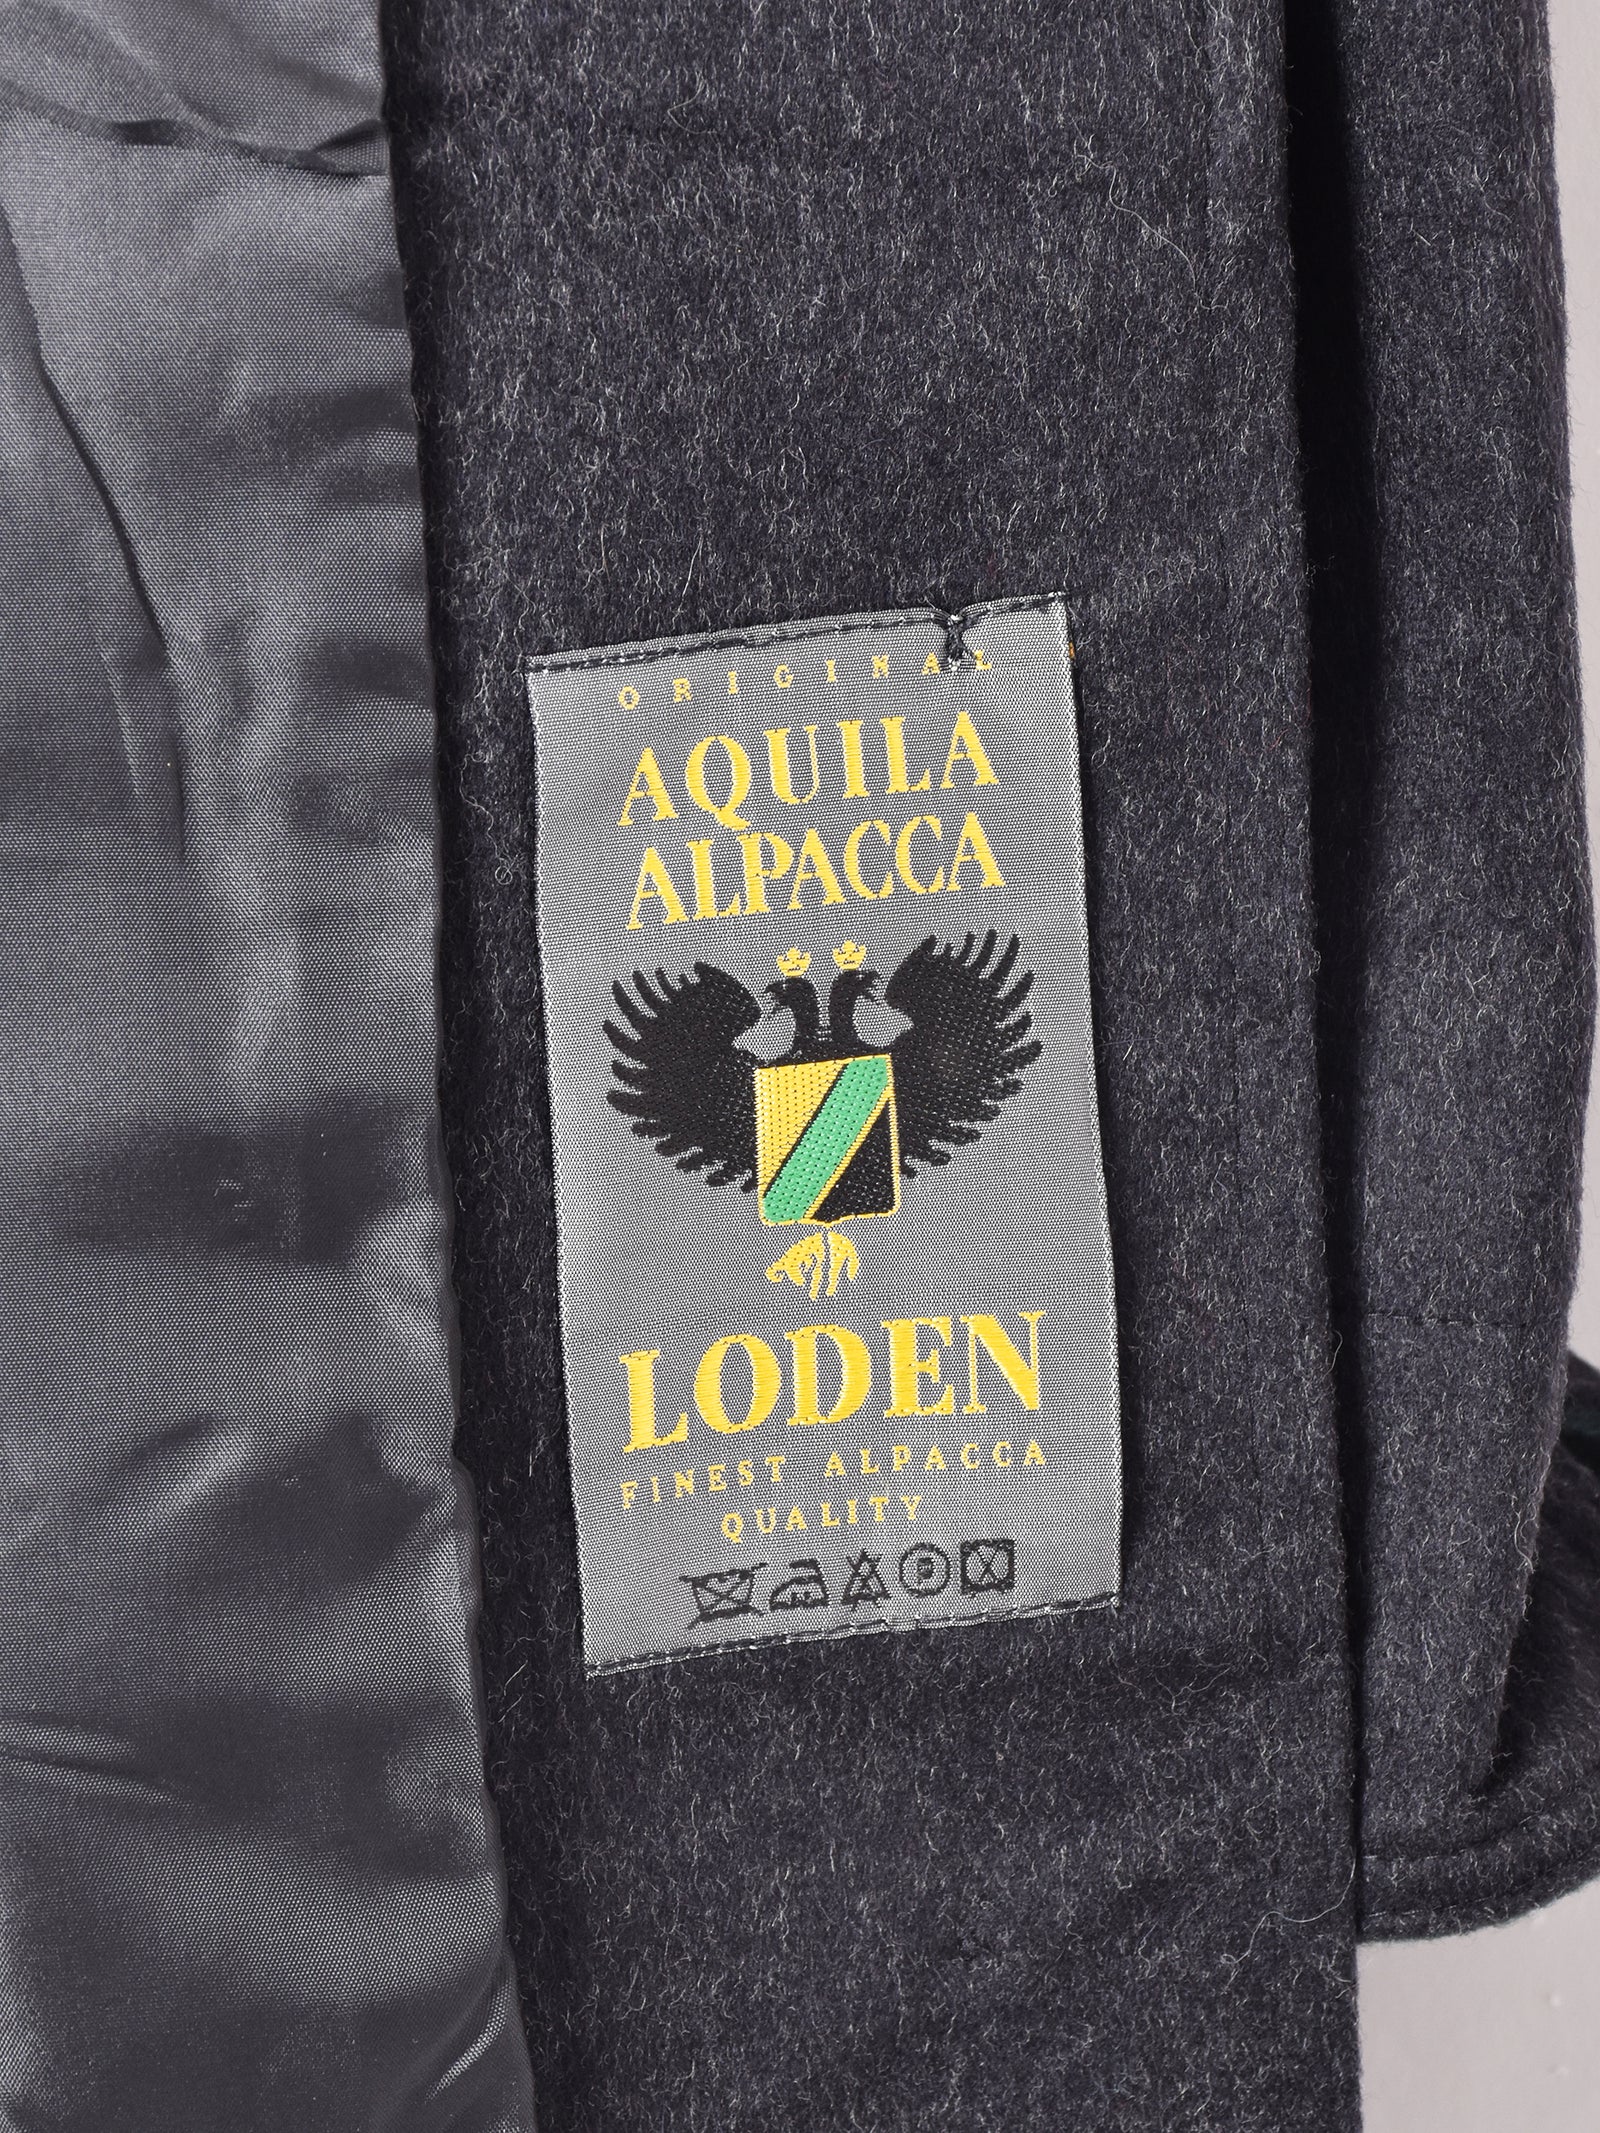 ORIGINAL
AQUILA
ALPACCA
LODEN
FINEST ALPACCA
QUALITY
P